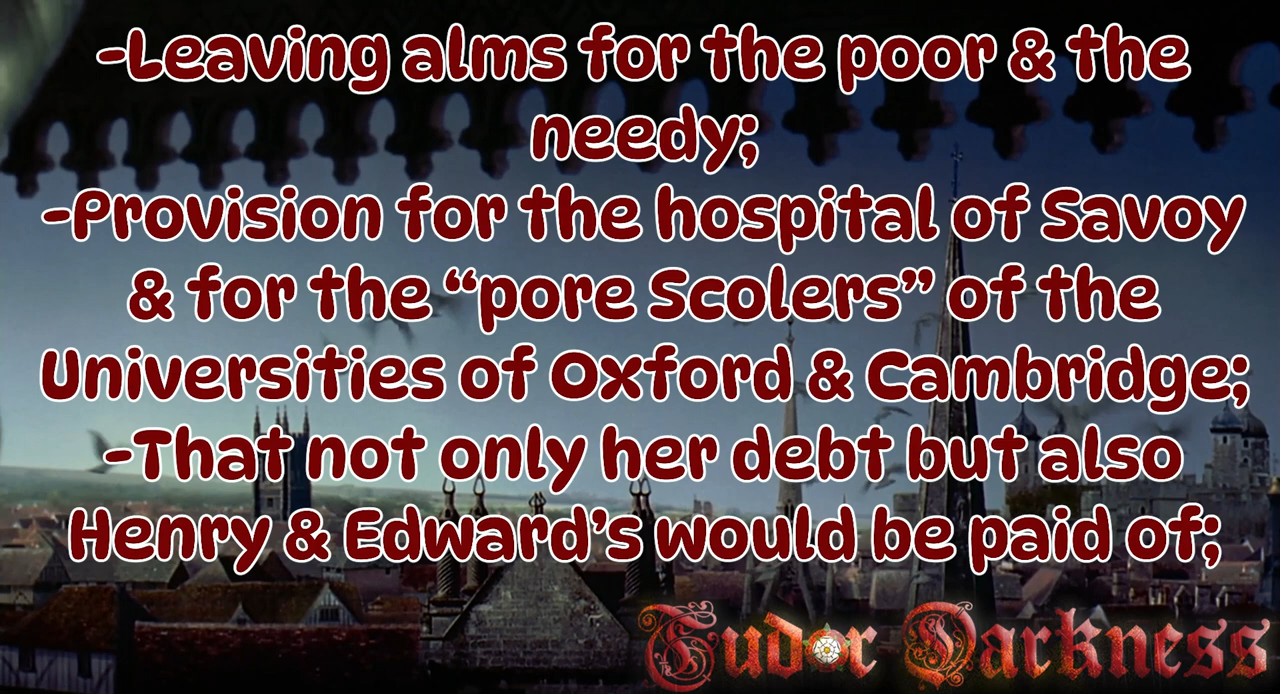 -Leaving alms for the poor & the
needy;
-Provision for the hospital of Savoy
& for the “pore Scolers” of the
Universities of Oxford & Cambridge;
-That not only her debt but also
Henry & Edward’s would be paid of;
Tudor Darkness